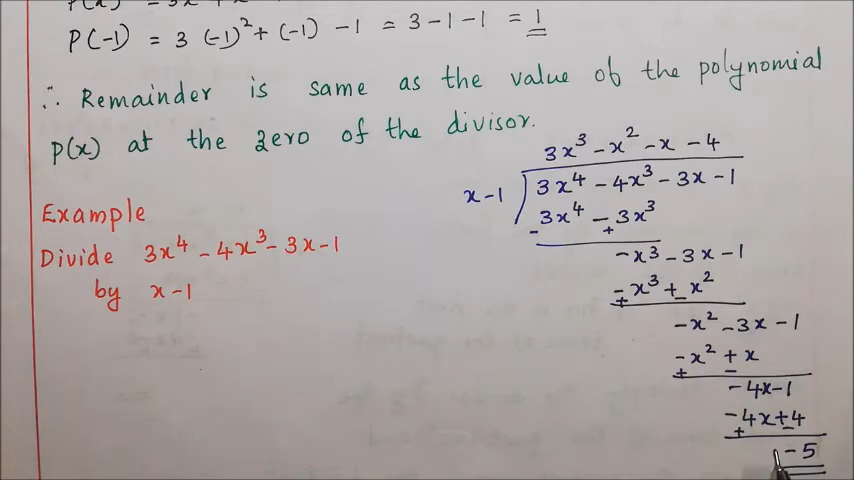 P(-1) = 3 (-1)² + (-1) - 1 = 3 - 1 - 1 = 1
∴ Remainder is same as the value of the polynomial
P(x) at the zero of the divisor.
Example
Divide 3x⁴ - 4x³ - 3x - 1
by x - 1
3x³ - x² - x - 4
x - 1 ) 3x⁴ - 4x³ - 3x - 1
3x⁴ - 3x³
- +
-x³ - 3x - 1
-x³ + x²
+ -
-x² - 3x - 1
-x² + x
+ -
-4x - 1
-4x + 4
+ -
-5